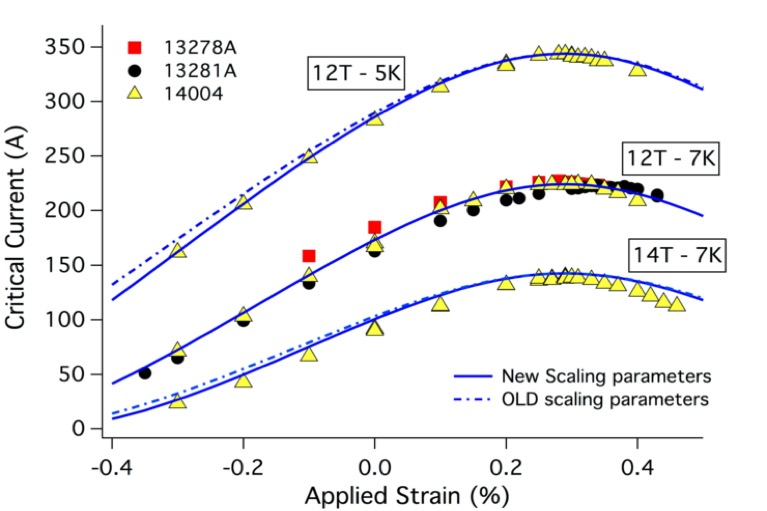 350
300
250
200
150
100
50
0
Critical Current (A)
13278A
13281A
14004
12T - 5K
12T - 7K
14T - 7K
New Scaling parameters
OLD scaling parameters
-0.4
-0.2
0.0
0.2
0.4
Applied Strain (%)